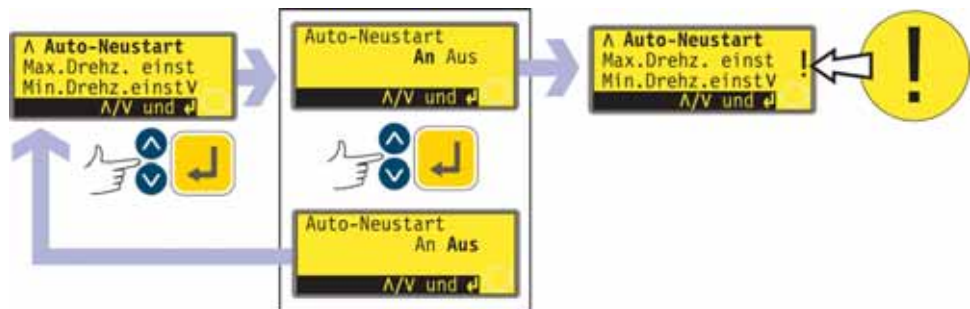 Λ Auto-Neustart
Max.Drehz. einst
Min.Drehz.einstV
Λ/V und ↵
Auto-Neustart
An Aus
Λ/V und ↵
Auto-Neustart
An Aus
Λ/V und ↵
Λ Auto-Neustart
Max.Drehz. einst !
Min.Drehz.einstV
Λ/V und ↵
!